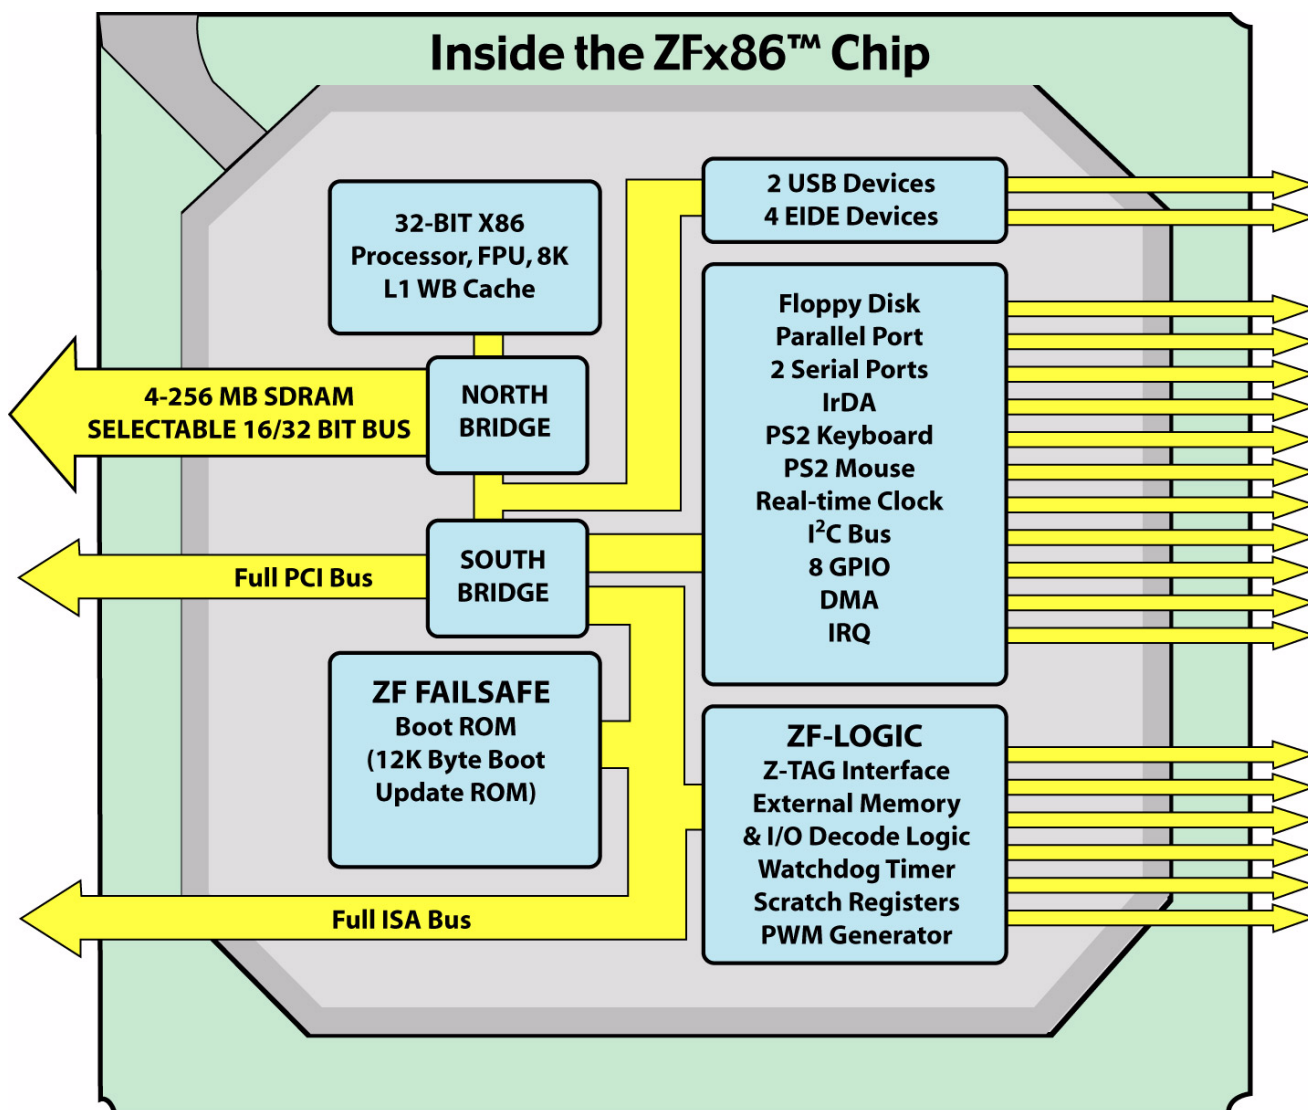 Inside the ZFx86™ Chip
32-BIT X86
Processor, FPU, 8K
L1 WB Cache
2 USB Devices
4 EIDE Devices
4-256 MB SDRAM
SELECTABLE 16/32 BIT BUS
NORTH
BRIDGE
Floppy Disk
Parallel Port
2 Serial Ports
IrDA
PS2 Keyboard
PS2 Mouse
Real-time Clock
I²C Bus
8 GPIO
DMA
IRQ
Full PCI Bus
SOUTH
BRIDGE
ZF FAILSAFE
Boot ROM
(12K Byte Boot
Update ROM)
ZF-LOGIC
Z-TAG Interface
External Memory
& I/O Decode Logic
Watchdog Timer
Scratch Registers
PWM Generator
Full ISA Bus